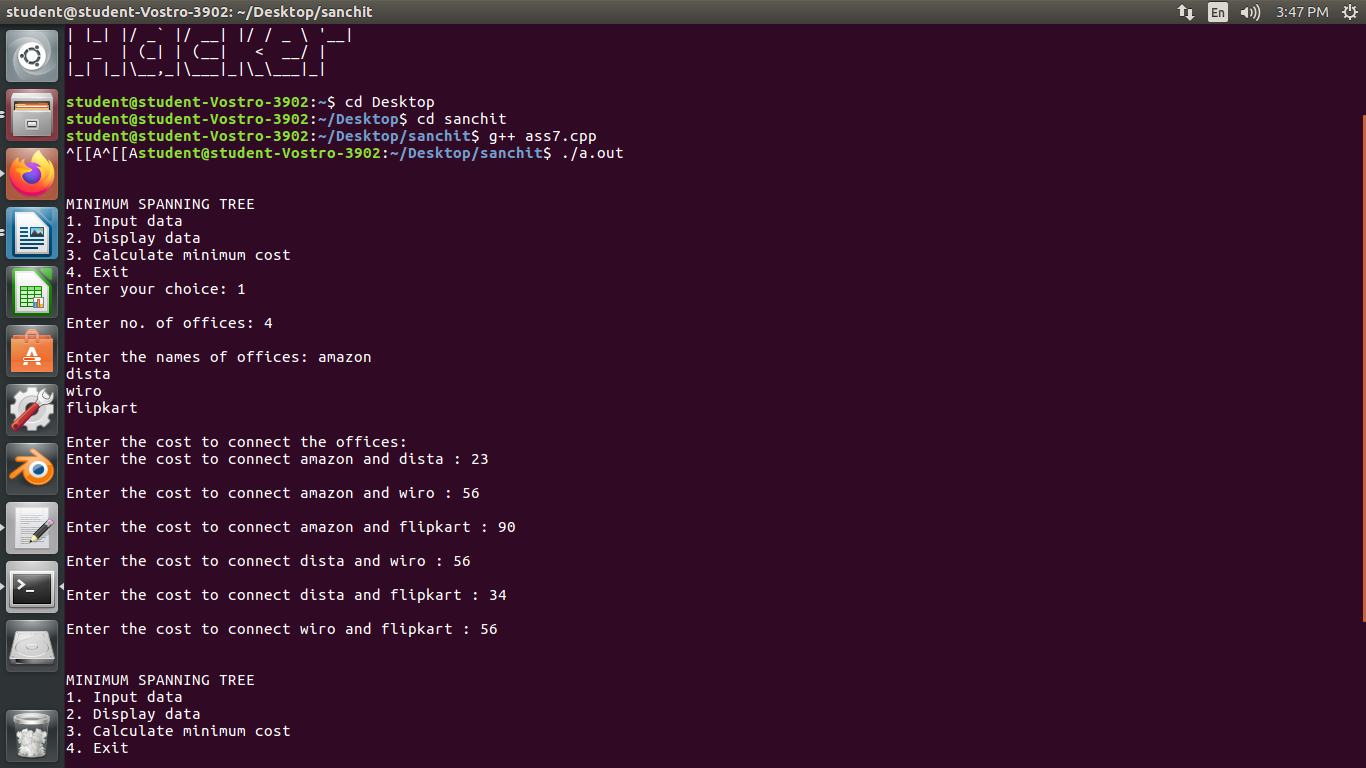 student@student-Vostro-3902: ~/Desktop/sanchit
En
3:47 PM
| |_| |/ _` |/ __| |/ / _ \ '__|
|  _  | (_| | (__|   <  __/ |
|_| |_|\__,_|\___|_|\_\___|_|
student@student-Vostro-3902:~$ cd Desktop
student@student-Vostro-3902:~/Desktop$ cd sanchit
student@student-Vostro-3902:~/Desktop/sanchit$ g++ ass7.cpp
^[[A^[[Astudent@student-Vostro-3902:~/Desktop/sanchit$ ./a.out
MINIMUM SPANNING TREE
1. Input data
2. Display data
3. Calculate minimum cost
4. Exit
Enter your choice: 1
Enter no. of offices: 4
Enter the names of offices: amazon
dista
wiro
flipkart
Enter the cost to connect the offices:
Enter the cost to connect amazon and dista : 23
Enter the cost to connect amazon and wiro : 56
Enter the cost to connect amazon and flipkart : 90
Enter the cost to connect dista and wiro : 56
Enter the cost to connect dista and flipkart : 34
Enter the cost to connect wiro and flipkart : 56
MINIMUM SPANNING TREE
1. Input data
2. Display data
3. Calculate minimum cost
4. Exit